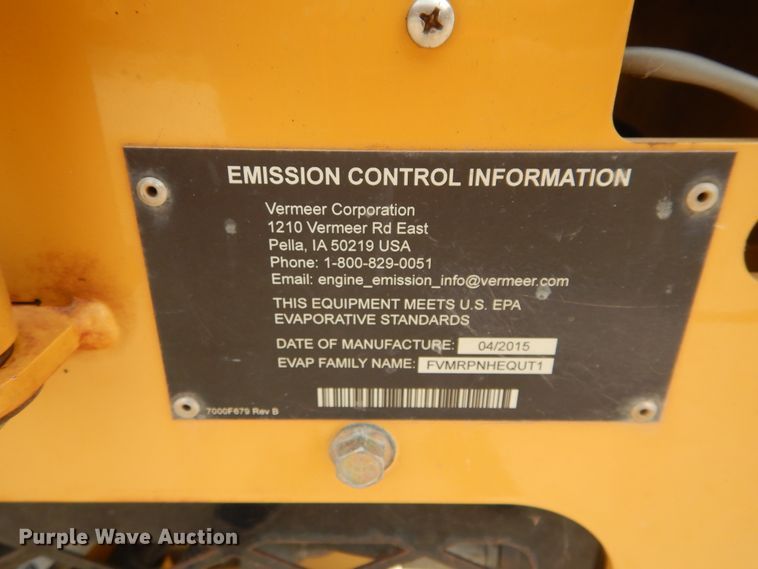 EMISSION CONTROL INFORMATION
Vermeer Corporation
1210 Vermeer Rd East
Pella, IA 50219 USA
Phone: 1-800-829-0051
Email: engine_emission_info@vermeer.com
THIS EQUIPMENT MEETS U.S. EPA
EVAPORATIVE STANDARDS
DATE OF MANUFACTURE: 04/2015
EVAP FAMILY NAME: FVMRPNHEQUT1
7000F679 Rev B
Purple Wave Auction